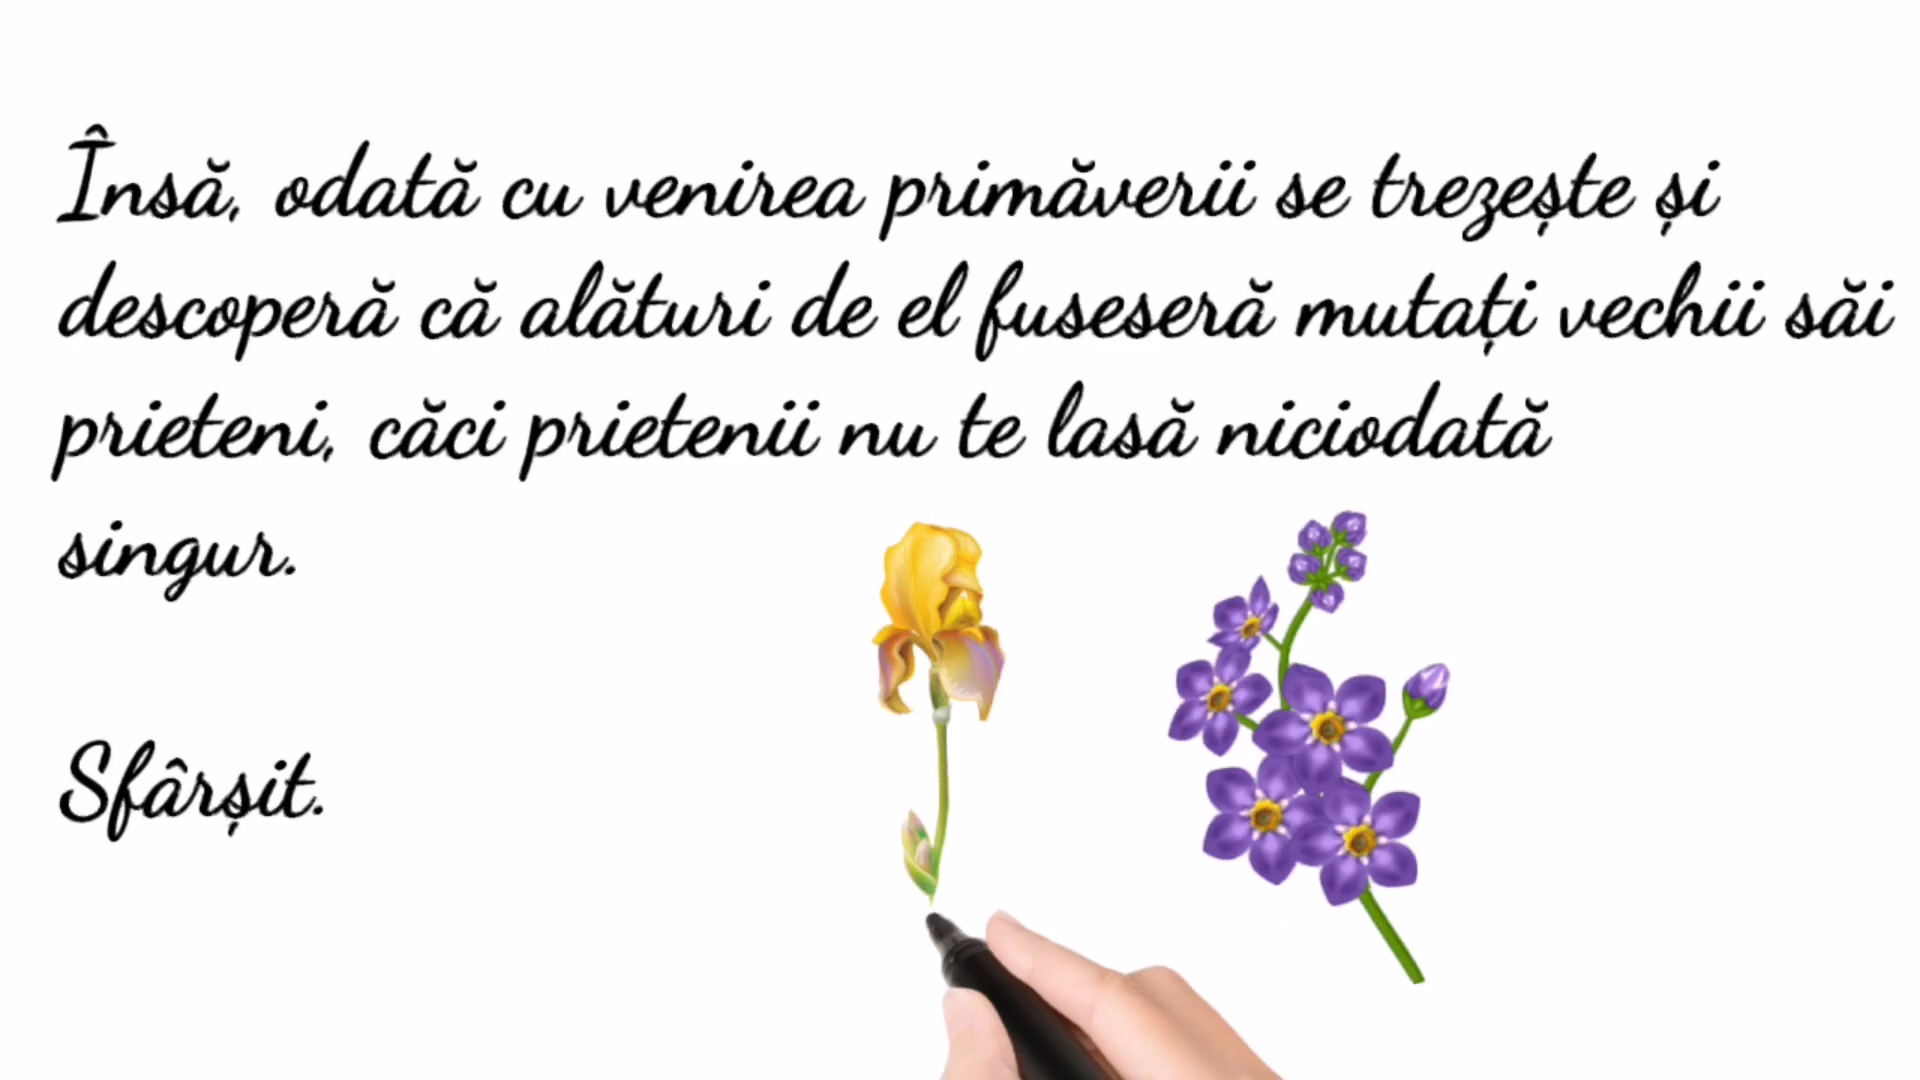 Însă, odată cu venirea primăverii se trezește și
descoperă că alături de el fuseseră mutați vechii săi
prieteni, căci prietenii nu te lasă niciodată
singur.
Sfârșit.